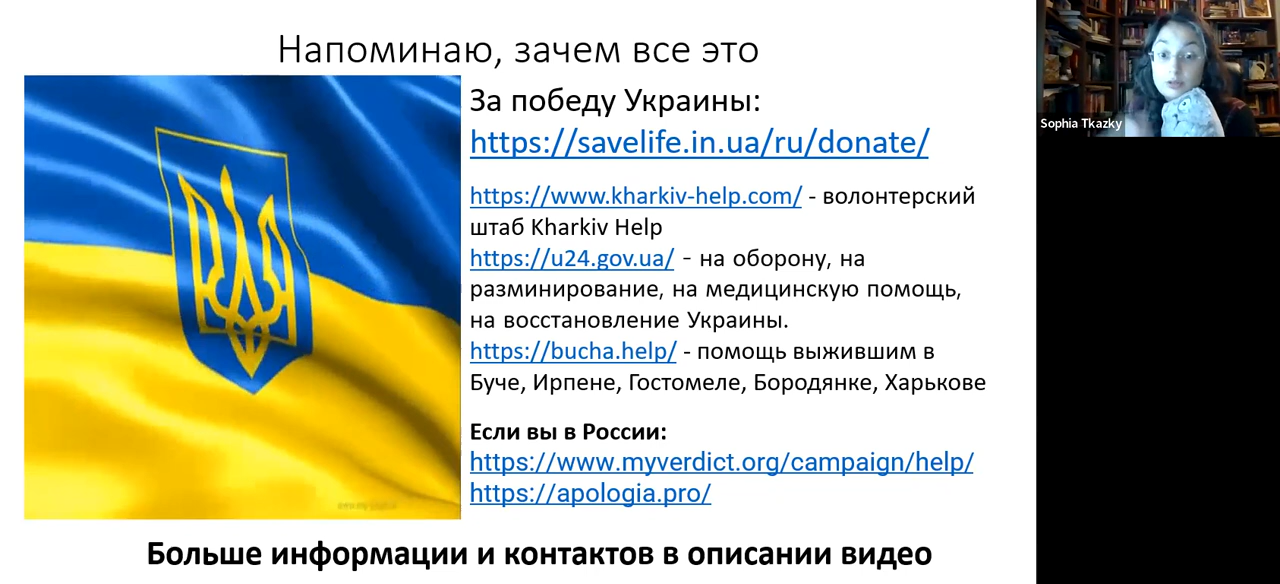 Напоминаю, зачем все это
За победу Украины:
https://savelife.in.ua/ru/donate/
https://www.kharkiv-help.com/ - волонтерский
штаб Kharkiv Help
https://u24.gov.ua/ - на оборону, на
разминирование, на медицинскую помощь,
на восстановление Украины.
https://bucha.help/ - помощь выжившим в
Буче, Ирпене, Гостомеле, Бородянке, Харькове
Если вы в России:
https://www.myverdict.org/campaign/help/
https://apologia.pro/
Больше информации и контактов в описании видео
Sophia Tkazky